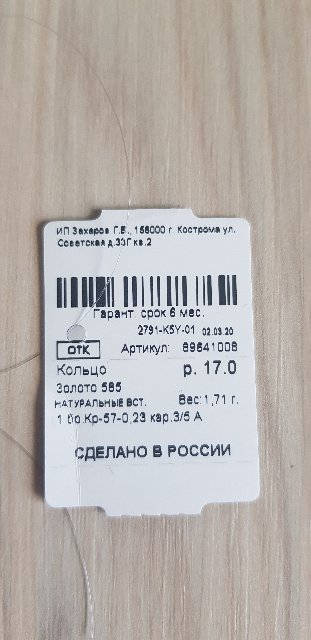 ИП Захаров Г.В., 156000 г. Кострома ул.
Советская д.33Г кв.2
Гарант. срок 6 мес.
2791-К5Y-01 02.03.20
ОТК Артикул: 89641008
Кольцо р. 17.0
Золото 585
НАТУРАЛЬНЫЕ ВСТ. Вес:1,71 г.
1 бр.Кр-57-0,23 кар.3/5 А
СДЕЛАНО В РОССИИ